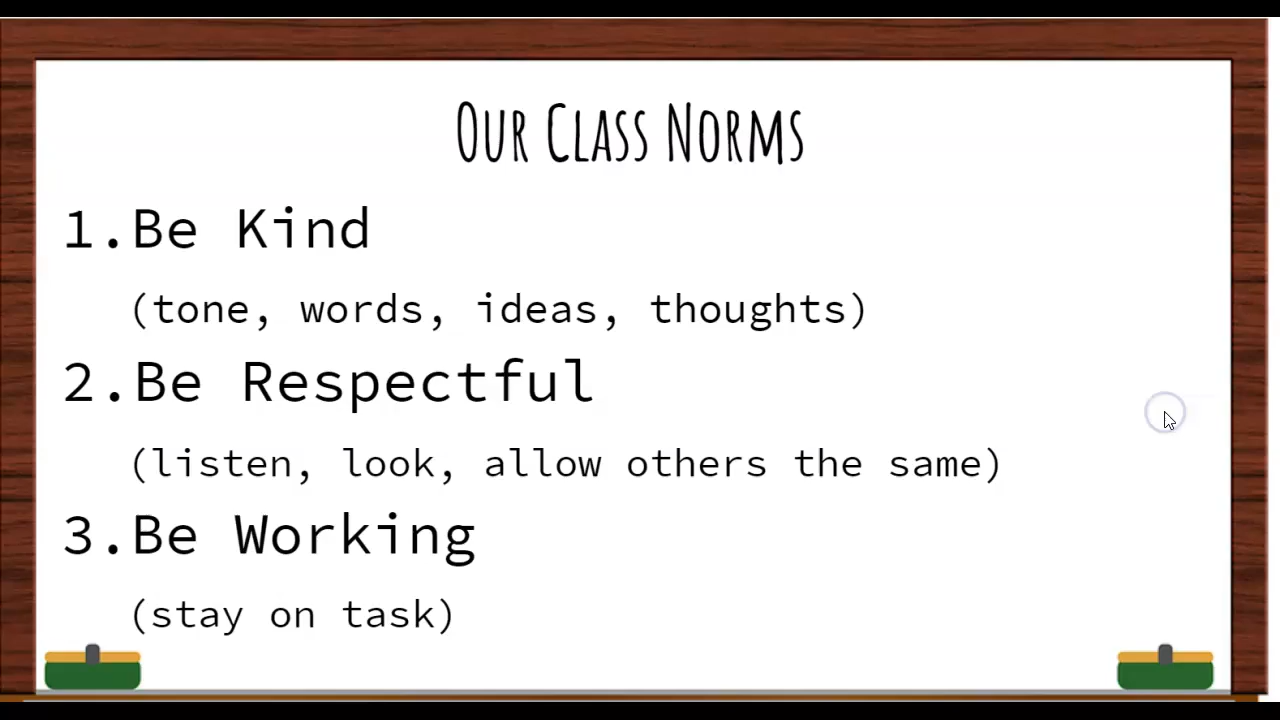 Our Class Norms
1.Be Kind
(tone, words, ideas, thoughts)
2.Be Respectful
(listen, look, allow others the same)
3.Be Working
(stay on task)